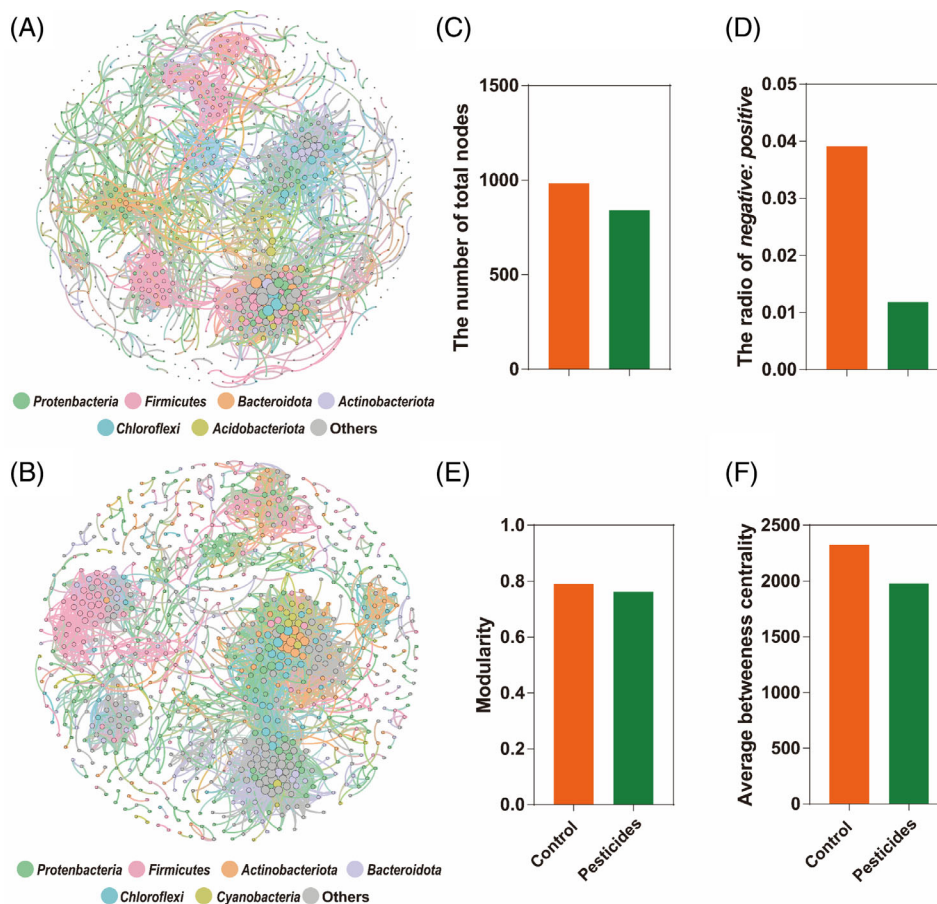 (A)
Protenbacteria Firmicutes Bacteroidota Actinobacteriota
Chloroflexi Acidobacteriota Others
(B)
Protenbacteria Firmicutes Actinobacteriota Bacteroidota
Chloroflexi Cyanobacteria Others
(C)
The number of total nodes
1500
1000
500
0
(D)
The radio of negative: positive
0.05
0.04
0.03
0.02
0.01
0.00
(E)
Modularity
1.0
0.8
0.6
0.4
0.2
0.0
Control
Pesticides
(F)
Average betweeness centrality
2500
2000
1500
1000
500
0
Control
Pesticides